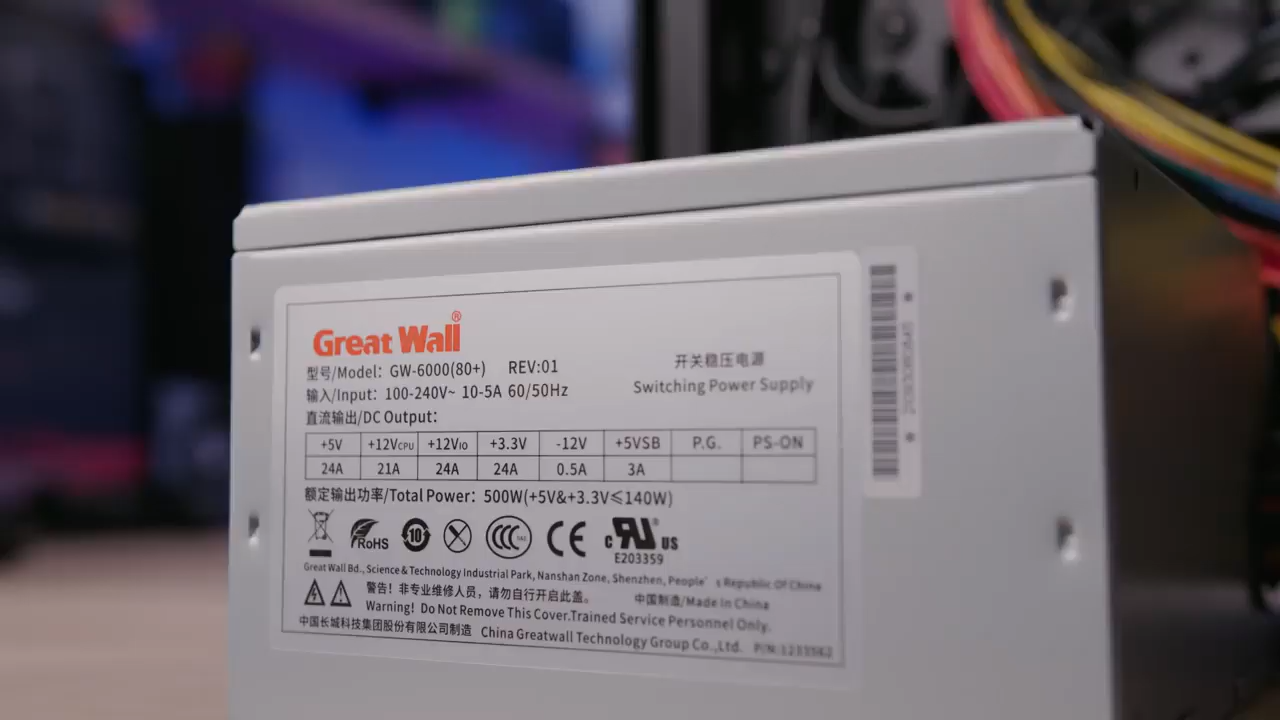 Great Wall®
型号/Model: GW-6000(80+) REV:01
输入/Input: 100-240V~ 10-5A 60/50Hz
开关稳压电源
Switching Power Supply
直流输出/DC Output:
+5V +12VCPU +12VIO +3.3V -12V +5VSB P.G. PS-ON
24A 21A 24A 24A 0.5A 3A
额定输出功率/Total Power: 500W(+5V&+3.3V≤140W)
RoHS 10 CCC CE c RU® US
E203359
Great Wall Bd., Science & Technology Industrial Park, Nanshan Zone, Shenzhen, People's Republic Of China
警告! 非专业维修人员, 请勿自行开启此盖。 中国制造/Made in China
Warning! Do Not Remove This Cover.Trained Service Personnel Only.
中国长城科技集团股份有限公司制造 China Greatwall Technology Group Co.,Ltd. P/N: